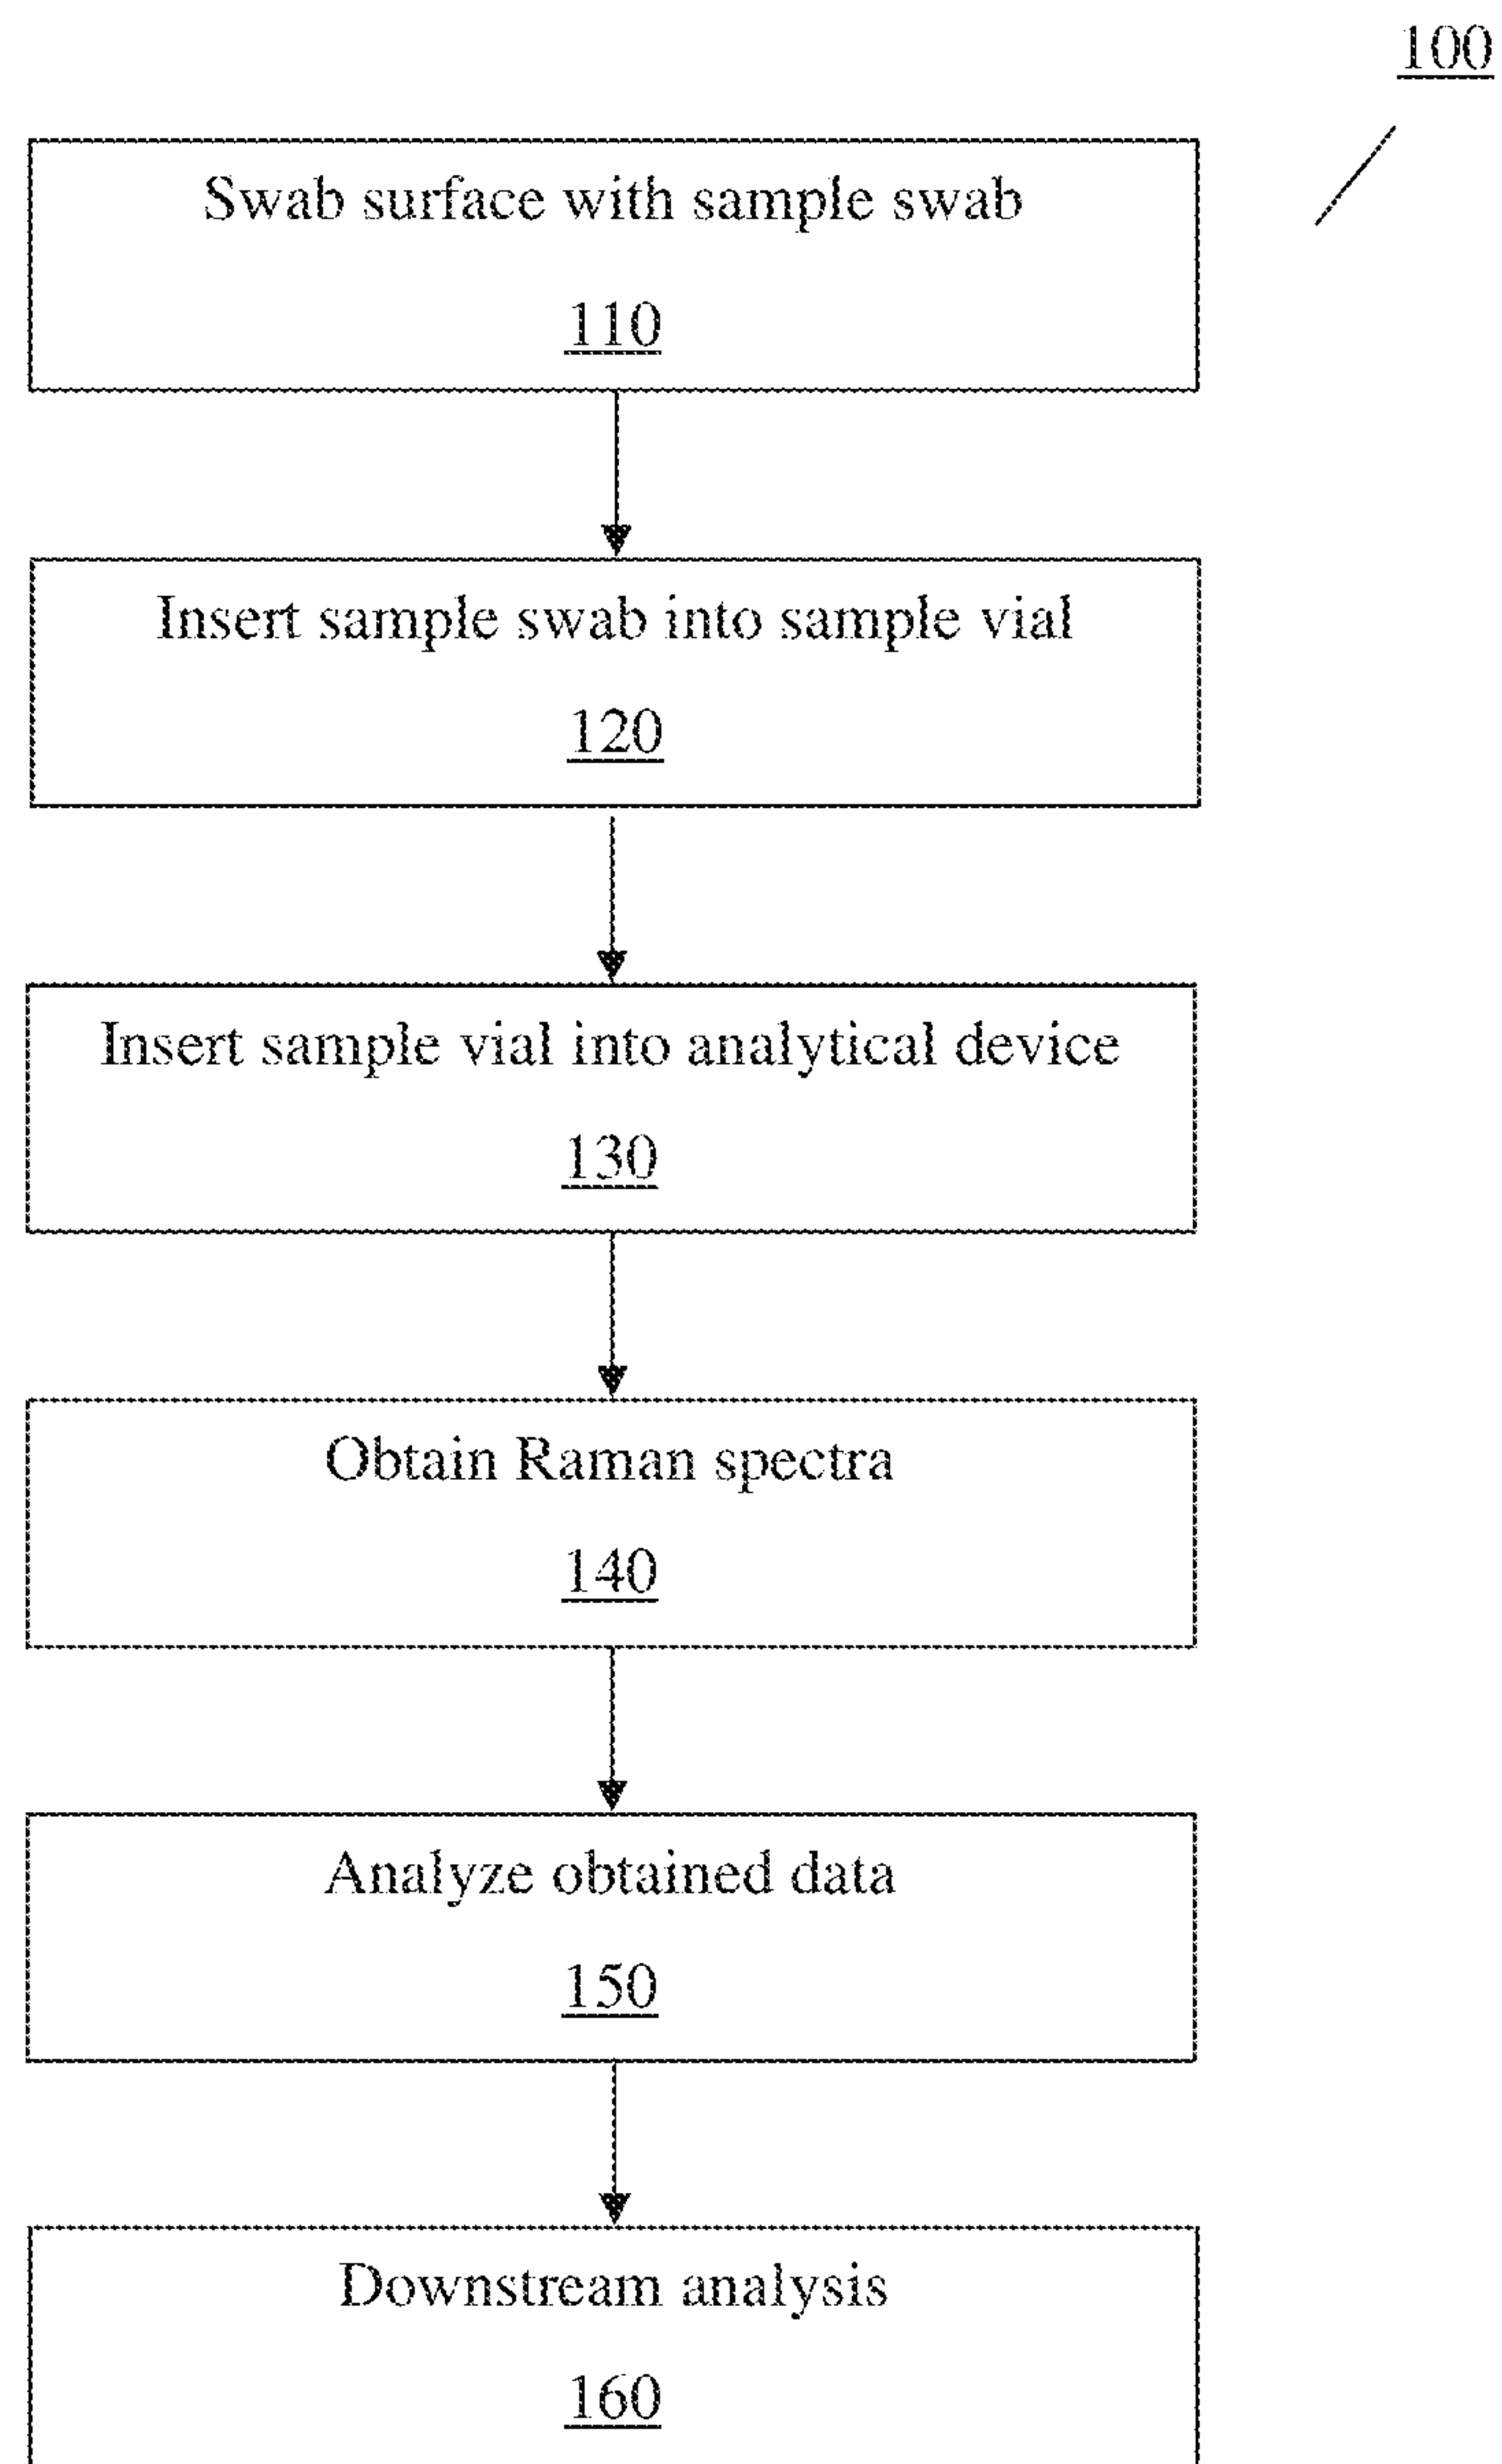 100
Swab surface with sample swab
110
Insert sample swab into sample vial
120
Insert sample vial into analytical device
130
Obtain Raman spectra
140
Analyze obtained data
150
Downstream analysis
160